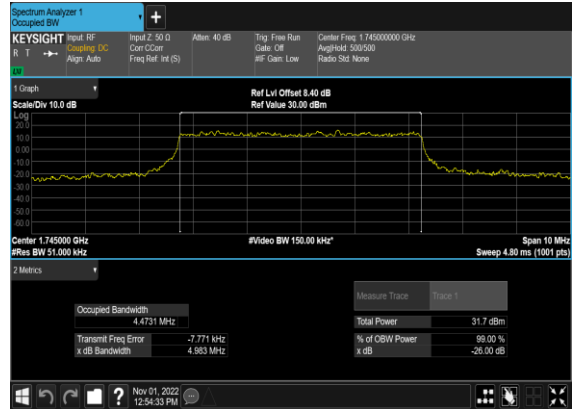 Spectrum Analyzer 1
Occupied BW
+
KEYSIGHT
R T
Input: RF
Coupling: DC
Align: Auto
Input Z: 50 Ω
Corr CCorr
Freq Ref: Int (S)
Atten: 40 dB
Trig: Free Run
Gate: Off
#IF Gain: Low
Center Freq: 1.745000000 GHz
Avg|Hold: 500/500
Radio Std: None
1 Graph
Scale/Div 10.0 dB
Ref Lvl Offset 8.40 dB
Ref Value 30.00 dBm
Log
20.0
10.0
0.00
-10.0
-20.0
-30.0
-40.0
-50.0
-60.0
Center 1.745000 GHz
#Video BW 150.00 kHz*
Span 10 MHz
#Res BW 51.000 kHz
Sweep 4.80 ms (1001 pts)
2 Metrics
Measure Trace
Trace 1
Occupied Bandwidth
4.4731 MHz
Total Power
31.7 dBm
Transmit Freq Error
-7.771 kHz
% of OBW Power
99.00 %
x dB Bandwidth
4.983 MHz
x dB
-26.00 dB
?
Nov 01, 2022
12:54:33 PM